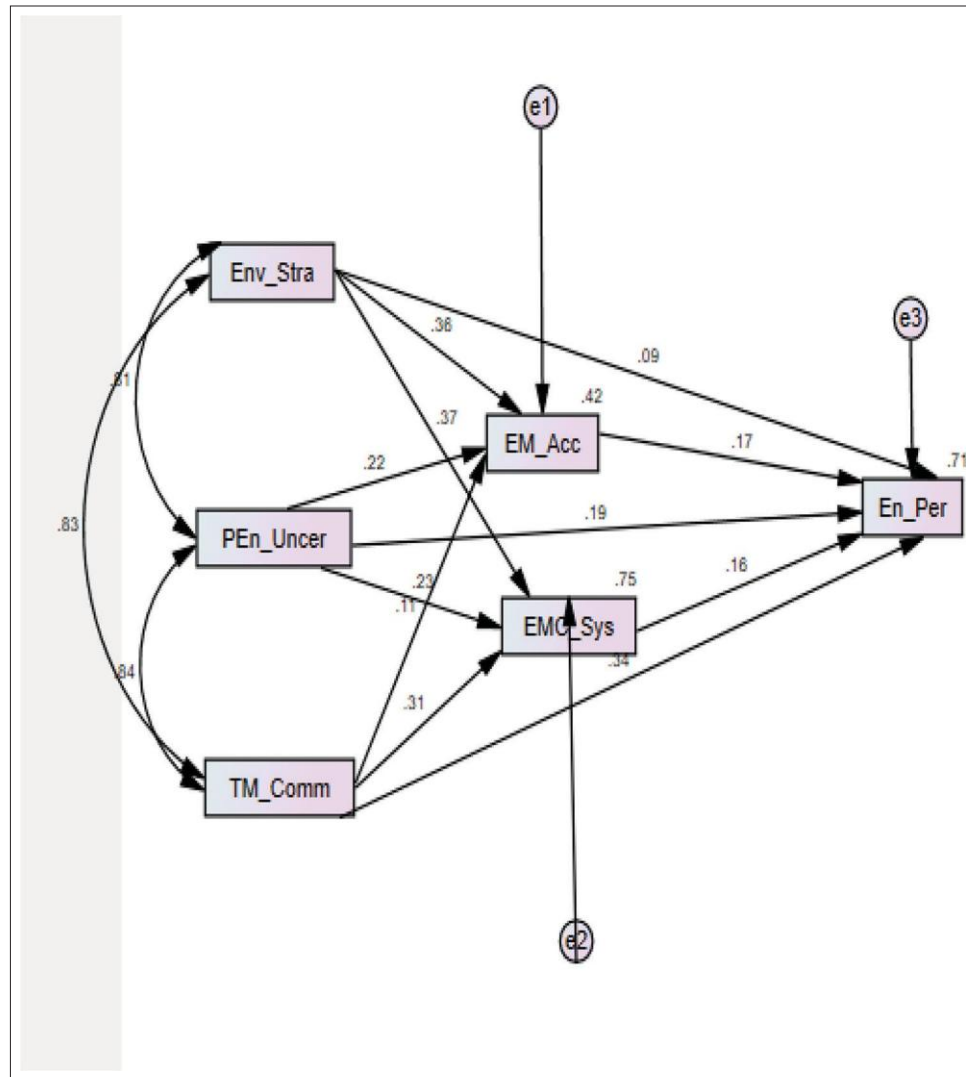 e1
Env_Stra
e3
.36
.09
.81
.37
.42
EM_Acc
.17
.71
.22
En_Per
.83
PEn_Uncer
.19
.23
.75
.16
.11
EMC_Sys
.34
.84
.31
TM_Comm
e2